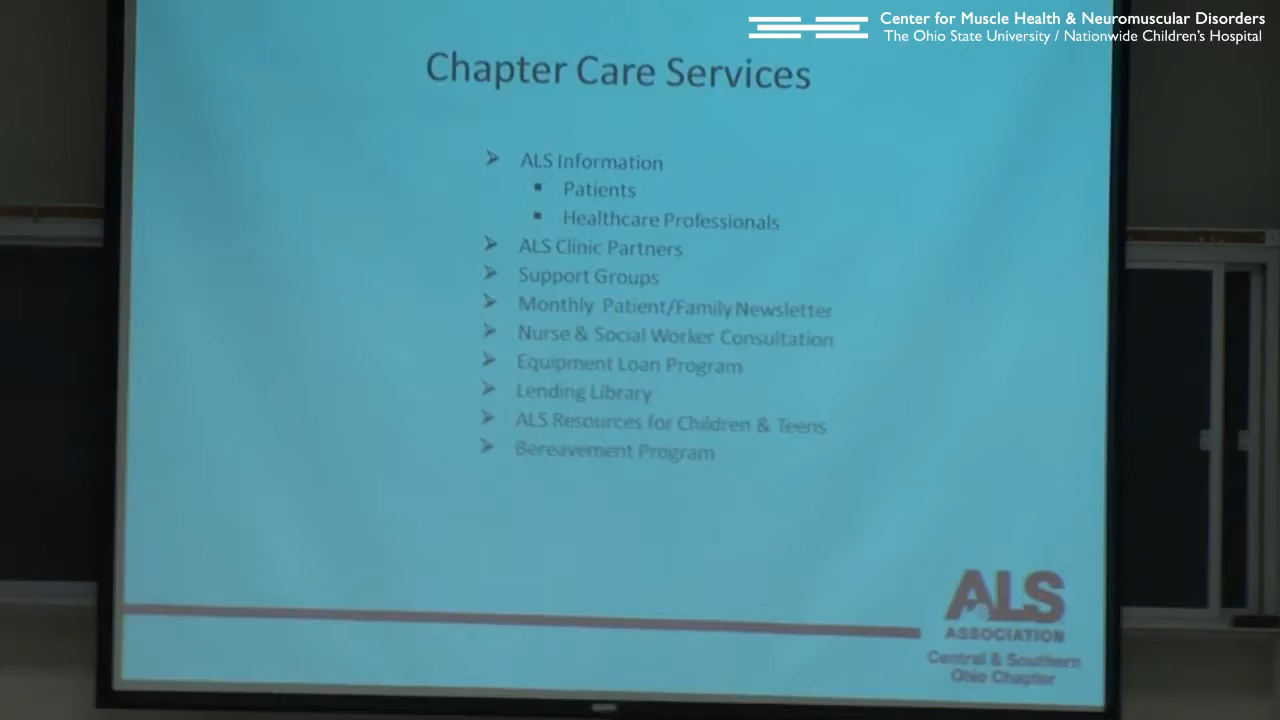 Center for Muscle Health & Neuromuscular Disorders
The Ohio State University / Nationwide Children's Hospital
Chapter Care Services
ALS Information
Patients
Healthcare Professionals
ALS Clinic Partners
Support Groups
Monthly Patient/Family Newsletter
Nurse & Social Worker Consultation
Equipment Loan Program
Lending Library
ALS Resources for Children & Teens
Bereavement Program
ALS
ASSOCIATION
Central & Southern
Ohio Chapter